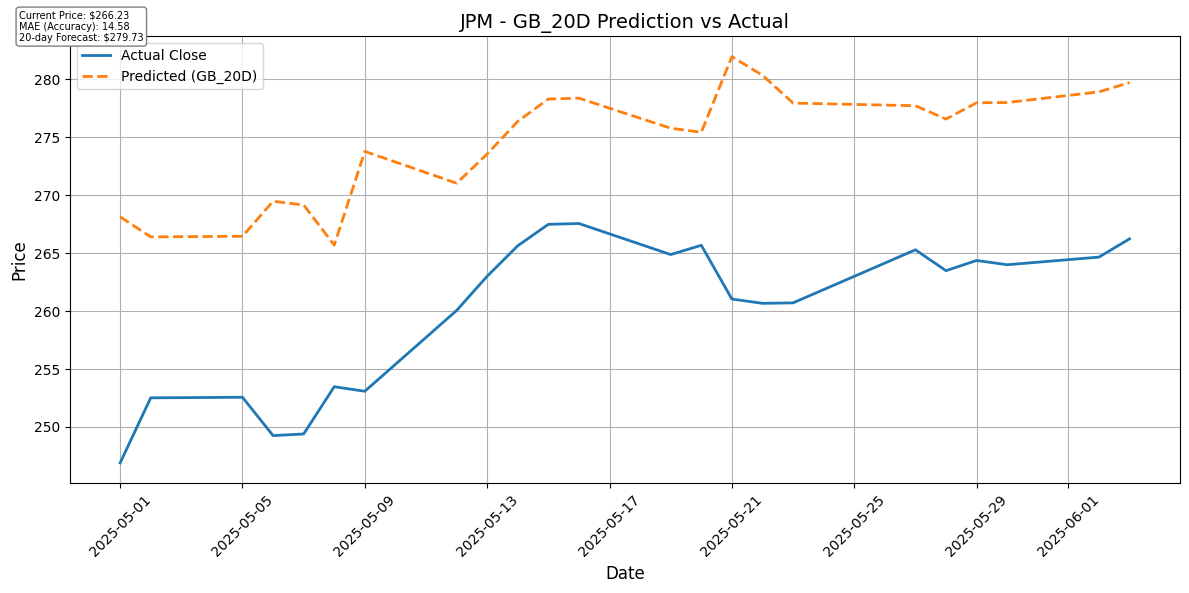 JPM - GB_20D Prediction vs Actual
Current Price: $266.23
MAE (Accuracy): 14.58
20-day Forecast: $279.73
Actual Close
Predicted (GB_20D)
Price
280
275
270
265
260
255
250
2025-05-01
2025-05-05
2025-05-09
2025-05-13
2025-05-17
2025-05-21
2025-05-25
2025-05-29
2025-06-01
Date